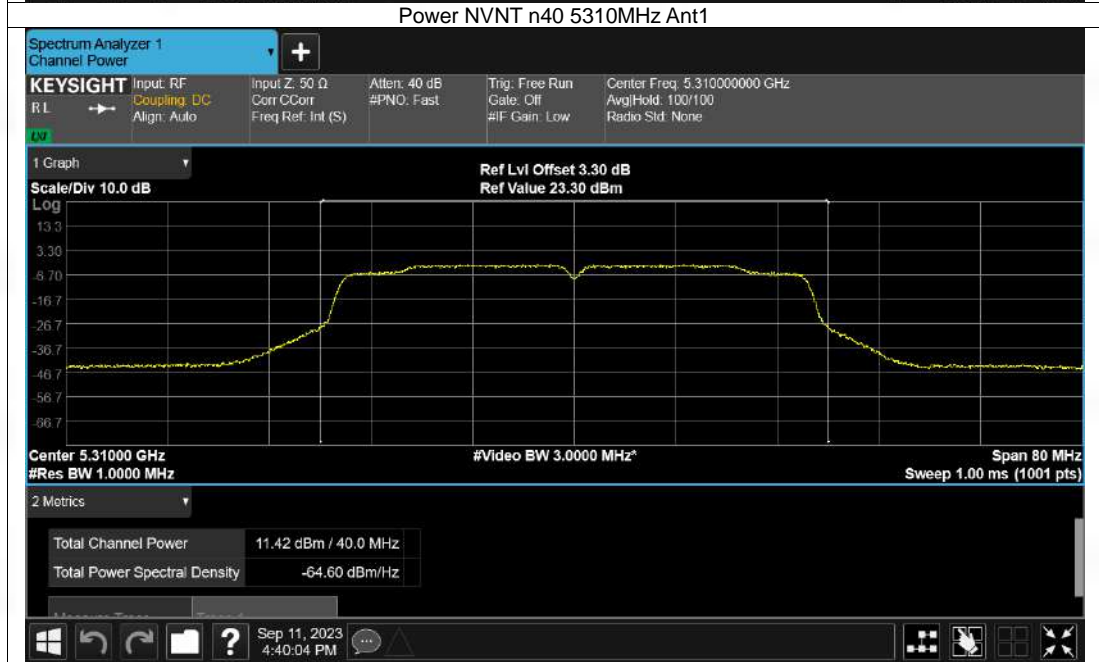 Power NVNT n40 5310MHz Ant1
Spectrum Analyzer 1
Channel Power
KEYSIGHT
R L
LXI
Input: RF
Coupling: DC
Align: Auto
Input Z: 50 Ω
Corr CCorr
Freq Ref: Int (S)
Atten: 40 dB
#PNO: Fast
Trig: Free Run
Gate: Off
#IF Gain: Low
Center Freq: 5.310000000 GHz
Avg|Hold: 100/100
Radio Std: None
1 Graph
Scale/Div 10.0 dB
Ref Lvl Offset 3.30 dB
Ref Value 23.30 dBm
Log
13.3
3.30
-6.70
-16.7
-26.7
-36.7
-46.7
-56.7
-66.7
Center 5.31000 GHz
#Video BW 3.0000 MHz*
Span 80 MHz
#Res BW 1.0000 MHz
Sweep 1.00 ms (1001 pts)
2 Metrics
Total Channel Power 11.42 dBm / 40.0 MHz
Total Power Spectral Density -64.60 dBm/Hz
?
Sep 11, 2023
4:40:04 PM